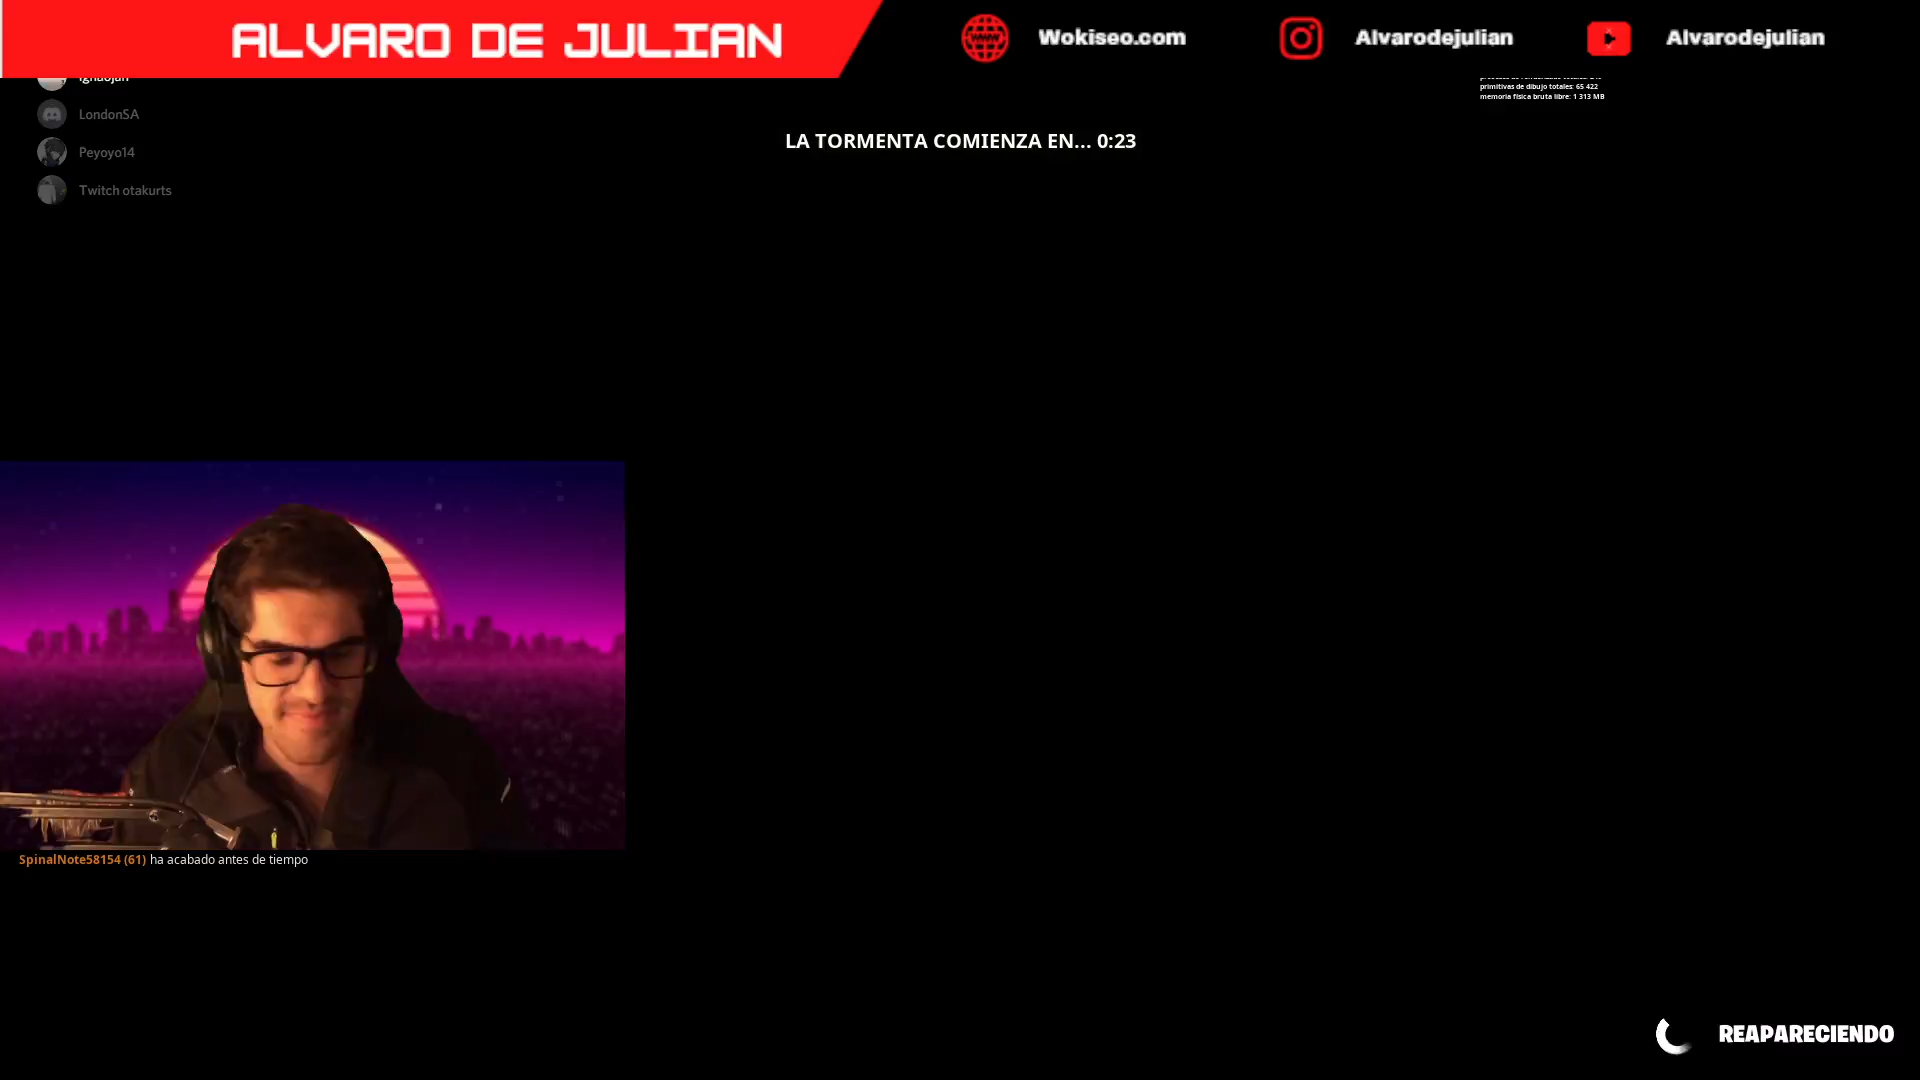 ALVARO DE JULIAN
Wokiseo.com
Alvarodejulian
Alvarodejulian
Ignaojan
primitivas de dibujo totales: 65 422
memoria física bruta libre: 1 313 MB
LondonSA
LA TORMENTA COMIENZA EN... 0:23
Peyoyo14
Twitch otakurts
SpinalNote58154 (61) ha acabado antes de tiempo
REAPARECIENDO